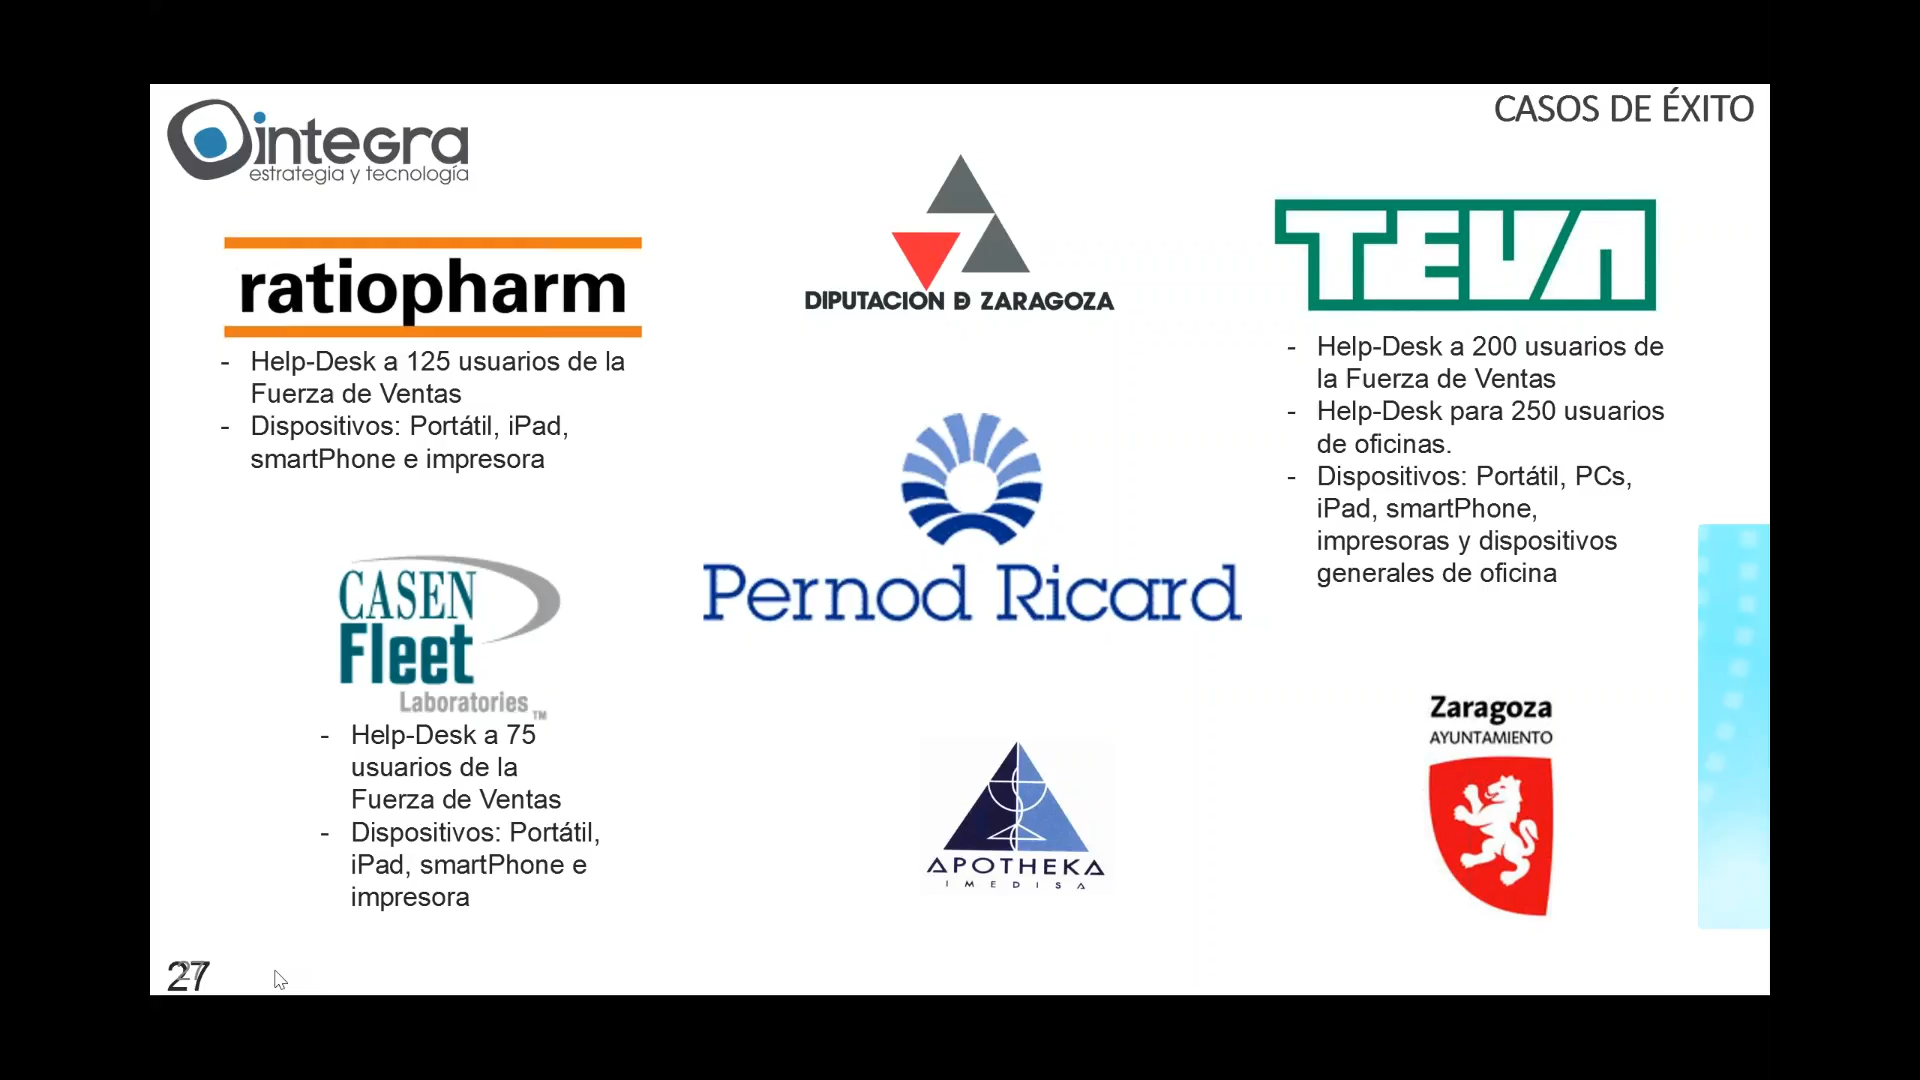 integra
estrategia y tecnología
CASOS DE ÉXITO
ratiopharm
- Help-Desk a 125 usuarios de la
Fuerza de Ventas
- Dispositivos: Portátil, iPad,
smartPhone e impresora
CASEN
Fleet
Laboratories TM
- Help-Desk a 75
usuarios de la
Fuerza de Ventas
- Dispositivos: Portátil,
iPad, smartPhone e
impresora
DIPUTACION DE ZARAGOZA
Pernod Ricard
APOTHEKA
IMEDISA
TEVA
- Help-Desk a 200 usuarios de
la Fuerza de Ventas
- Help-Desk para 250 usuarios
de oficinas.
- Dispositivos: Portátil, PCs,
iPad, smartPhone,
impresoras y dispositivos
generales de oficina
Zaragoza
AYUNTAMIENTO
27
27